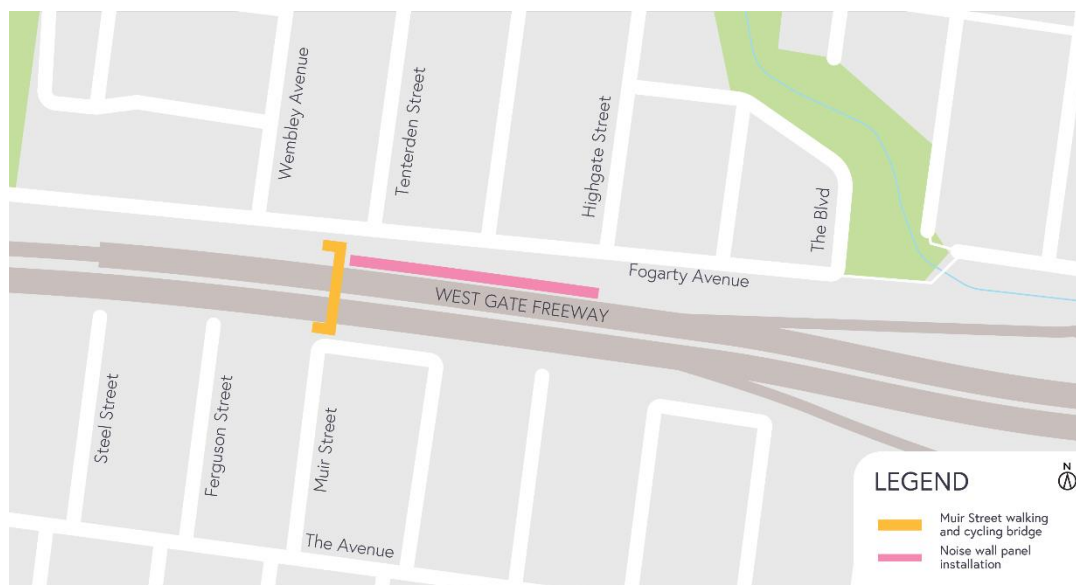 Wembley Avenue
Tenterden Street
Highgate Street
The Blvd
Fogarty Avenue
WEST GATE FREEWAY
Steel Street
Ferguson Street
Muir Street
The Avenue
LEGEND
N
Muir Street walking
and cycling bridge
Noise wall panel
installation